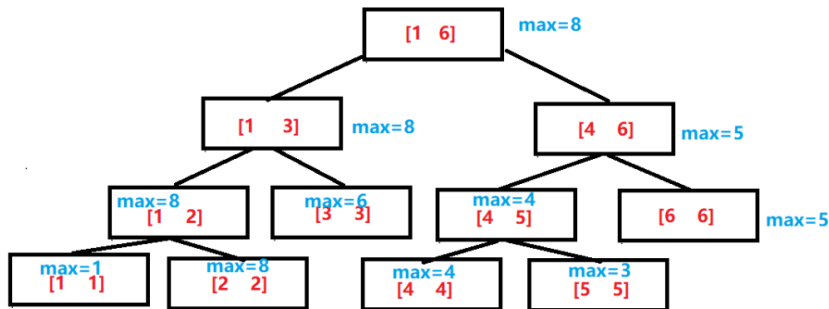 [1 6] max=8
[1 3] max=8
[4 6] max=5
max=8
[1 2]
max=6
[3 3]
max=4
[4 5]
[6 6] max=5
max=1
[1 1]
max=8
[2 2]
max=4
[4 4]
max=3
[5 5]